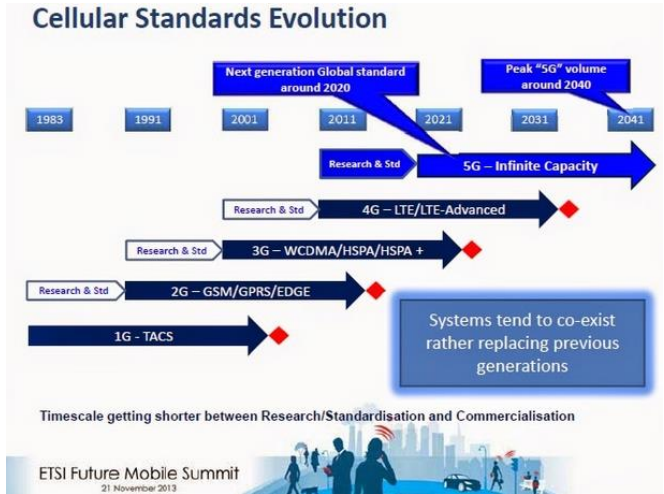 Cellular Standards Evolution
Next generation Global standard
around 2020
Peak "5G" volume
around 2040
1983
1991
2001
2011
2021
2031
2041
Research & Std
5G – Infinite Capacity
Research & Std
4G – LTE/LTE-Advanced
Research & Std
3G – WCDMA/HSPA/HSPA +
Research & Std
2G – GSM/GPRS/EDGE
1G - TACS
Systems tend to co-exist
rather replacing previous
generations
Timescale getting shorter between Research/Standardisation and Commercialisation
ETSI Future Mobile Summit
21 November 2013